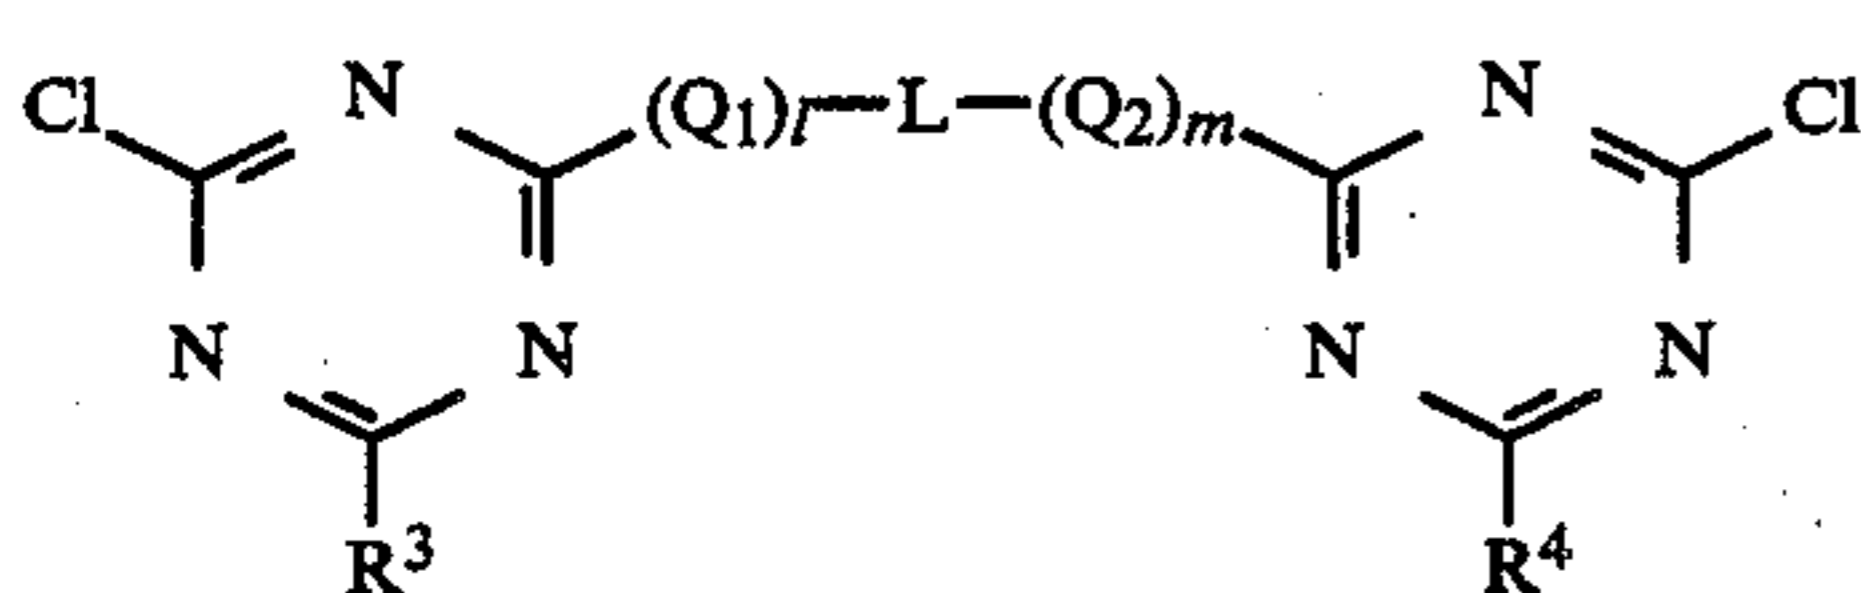 Cl N (Q1)l—L—(Q2)m N Cl
N N N N
R3 R4